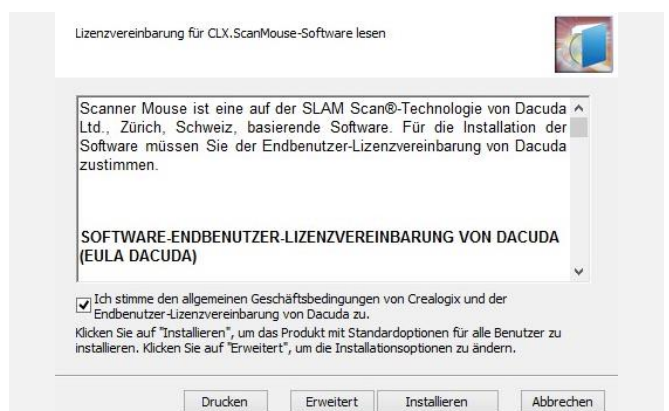 Lizenzvereinbarung für CLX.ScanMouse-Software lesen
Scanner Mouse ist eine auf der SLAM Scan®-Technologie von Dacuda
Ltd., Zürich, Schweiz, basierende Software. Für die Installation der
Software müssen Sie der Endbenutzer-Lizenzvereinbarung von Dacuda
zustimmen.
SOFTWARE-ENDBENUTZER-LIZENZVEREINBARUNG VON DACUDA
(EULA DACUDA)
Ich stimme den allgemeinen Geschäftsbedingungen von Crealogix und der
Endbenutzer-Lizenzvereinbarung von Dacuda zu.
Klicken Sie auf "Installieren", um das Produkt mit Standardoptionen für alle Benutzer zu
installieren. Klicken Sie auf "Erweitert", um die Installationsoptionen zu ändern.
Drucken Erweitert Installieren Abbrechen